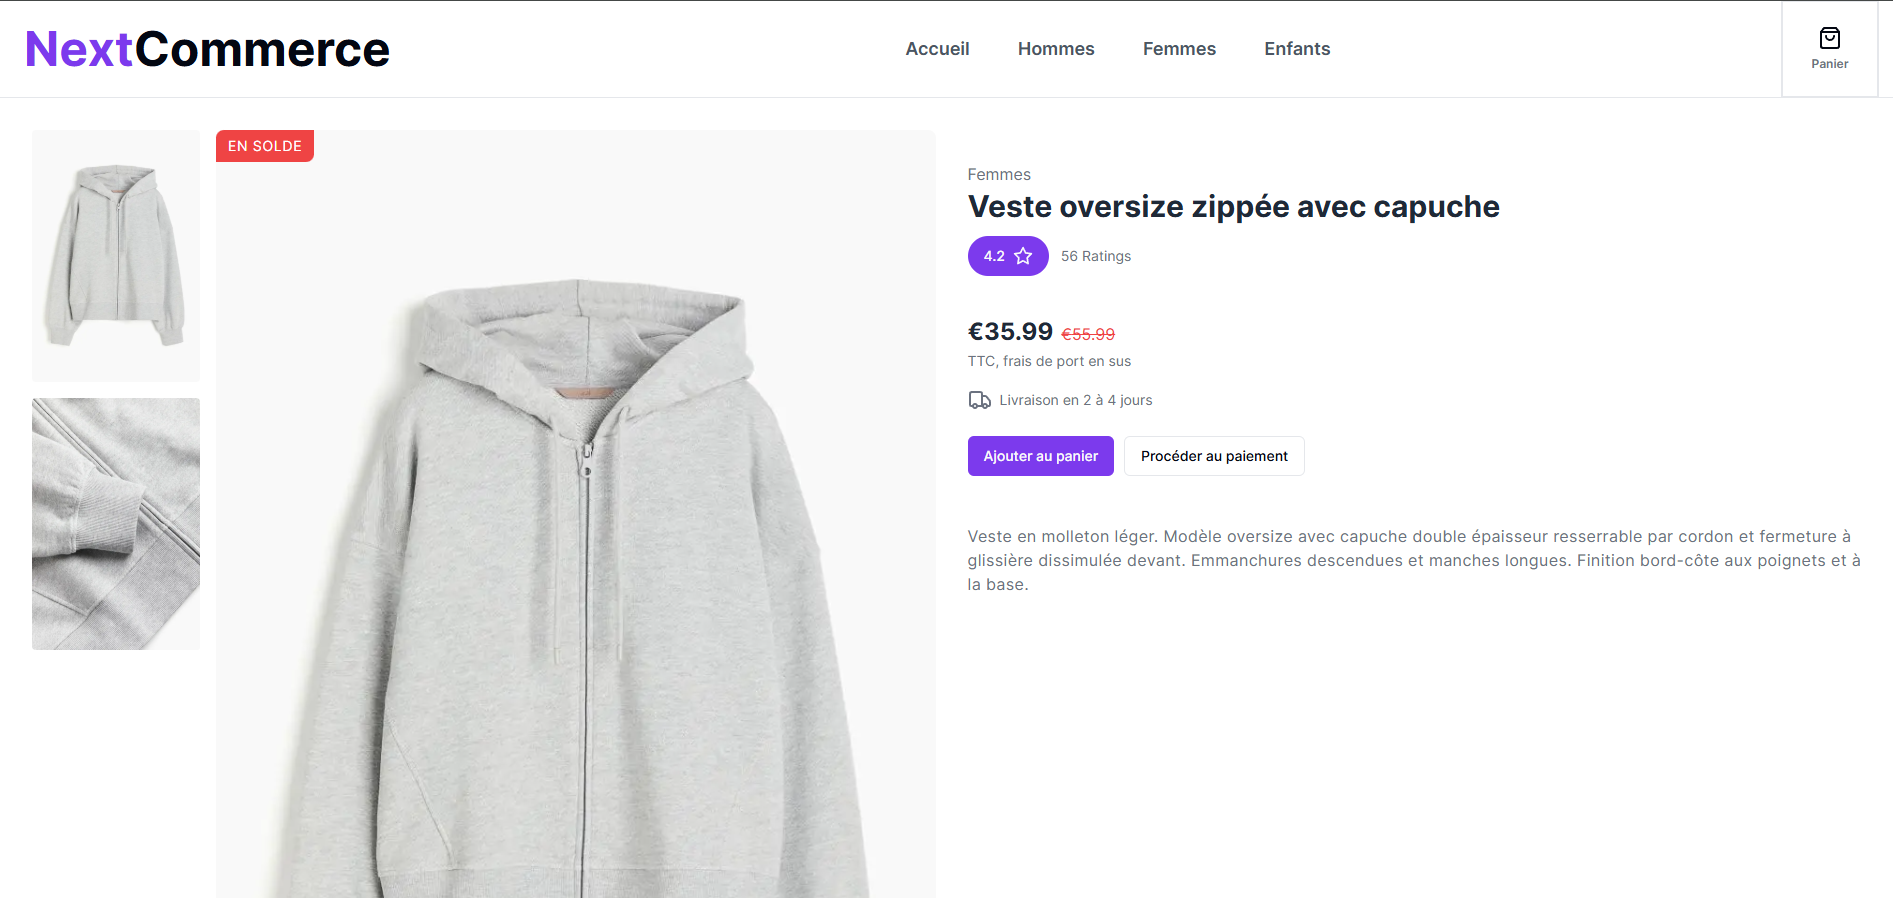 NextCommerce
Accueil
Hommes
Femmes
Enfants
Panier
EN SOLDE
Femmes
Veste oversize zippée avec capuche
4.2
56 Ratings
€35.99 €55.99
TTC, frais de port en sus
Livraison en 2 à 4 jours
Ajouter au panier
Procéder au paiement
Veste en molleton léger. Modèle oversize avec capuche double épaisseur resserrable par cordon et fermeture à
glissière dissimulée devant. Emmanchures descendues et manches longues. Finition bord-côte aux poignets et à
la base.